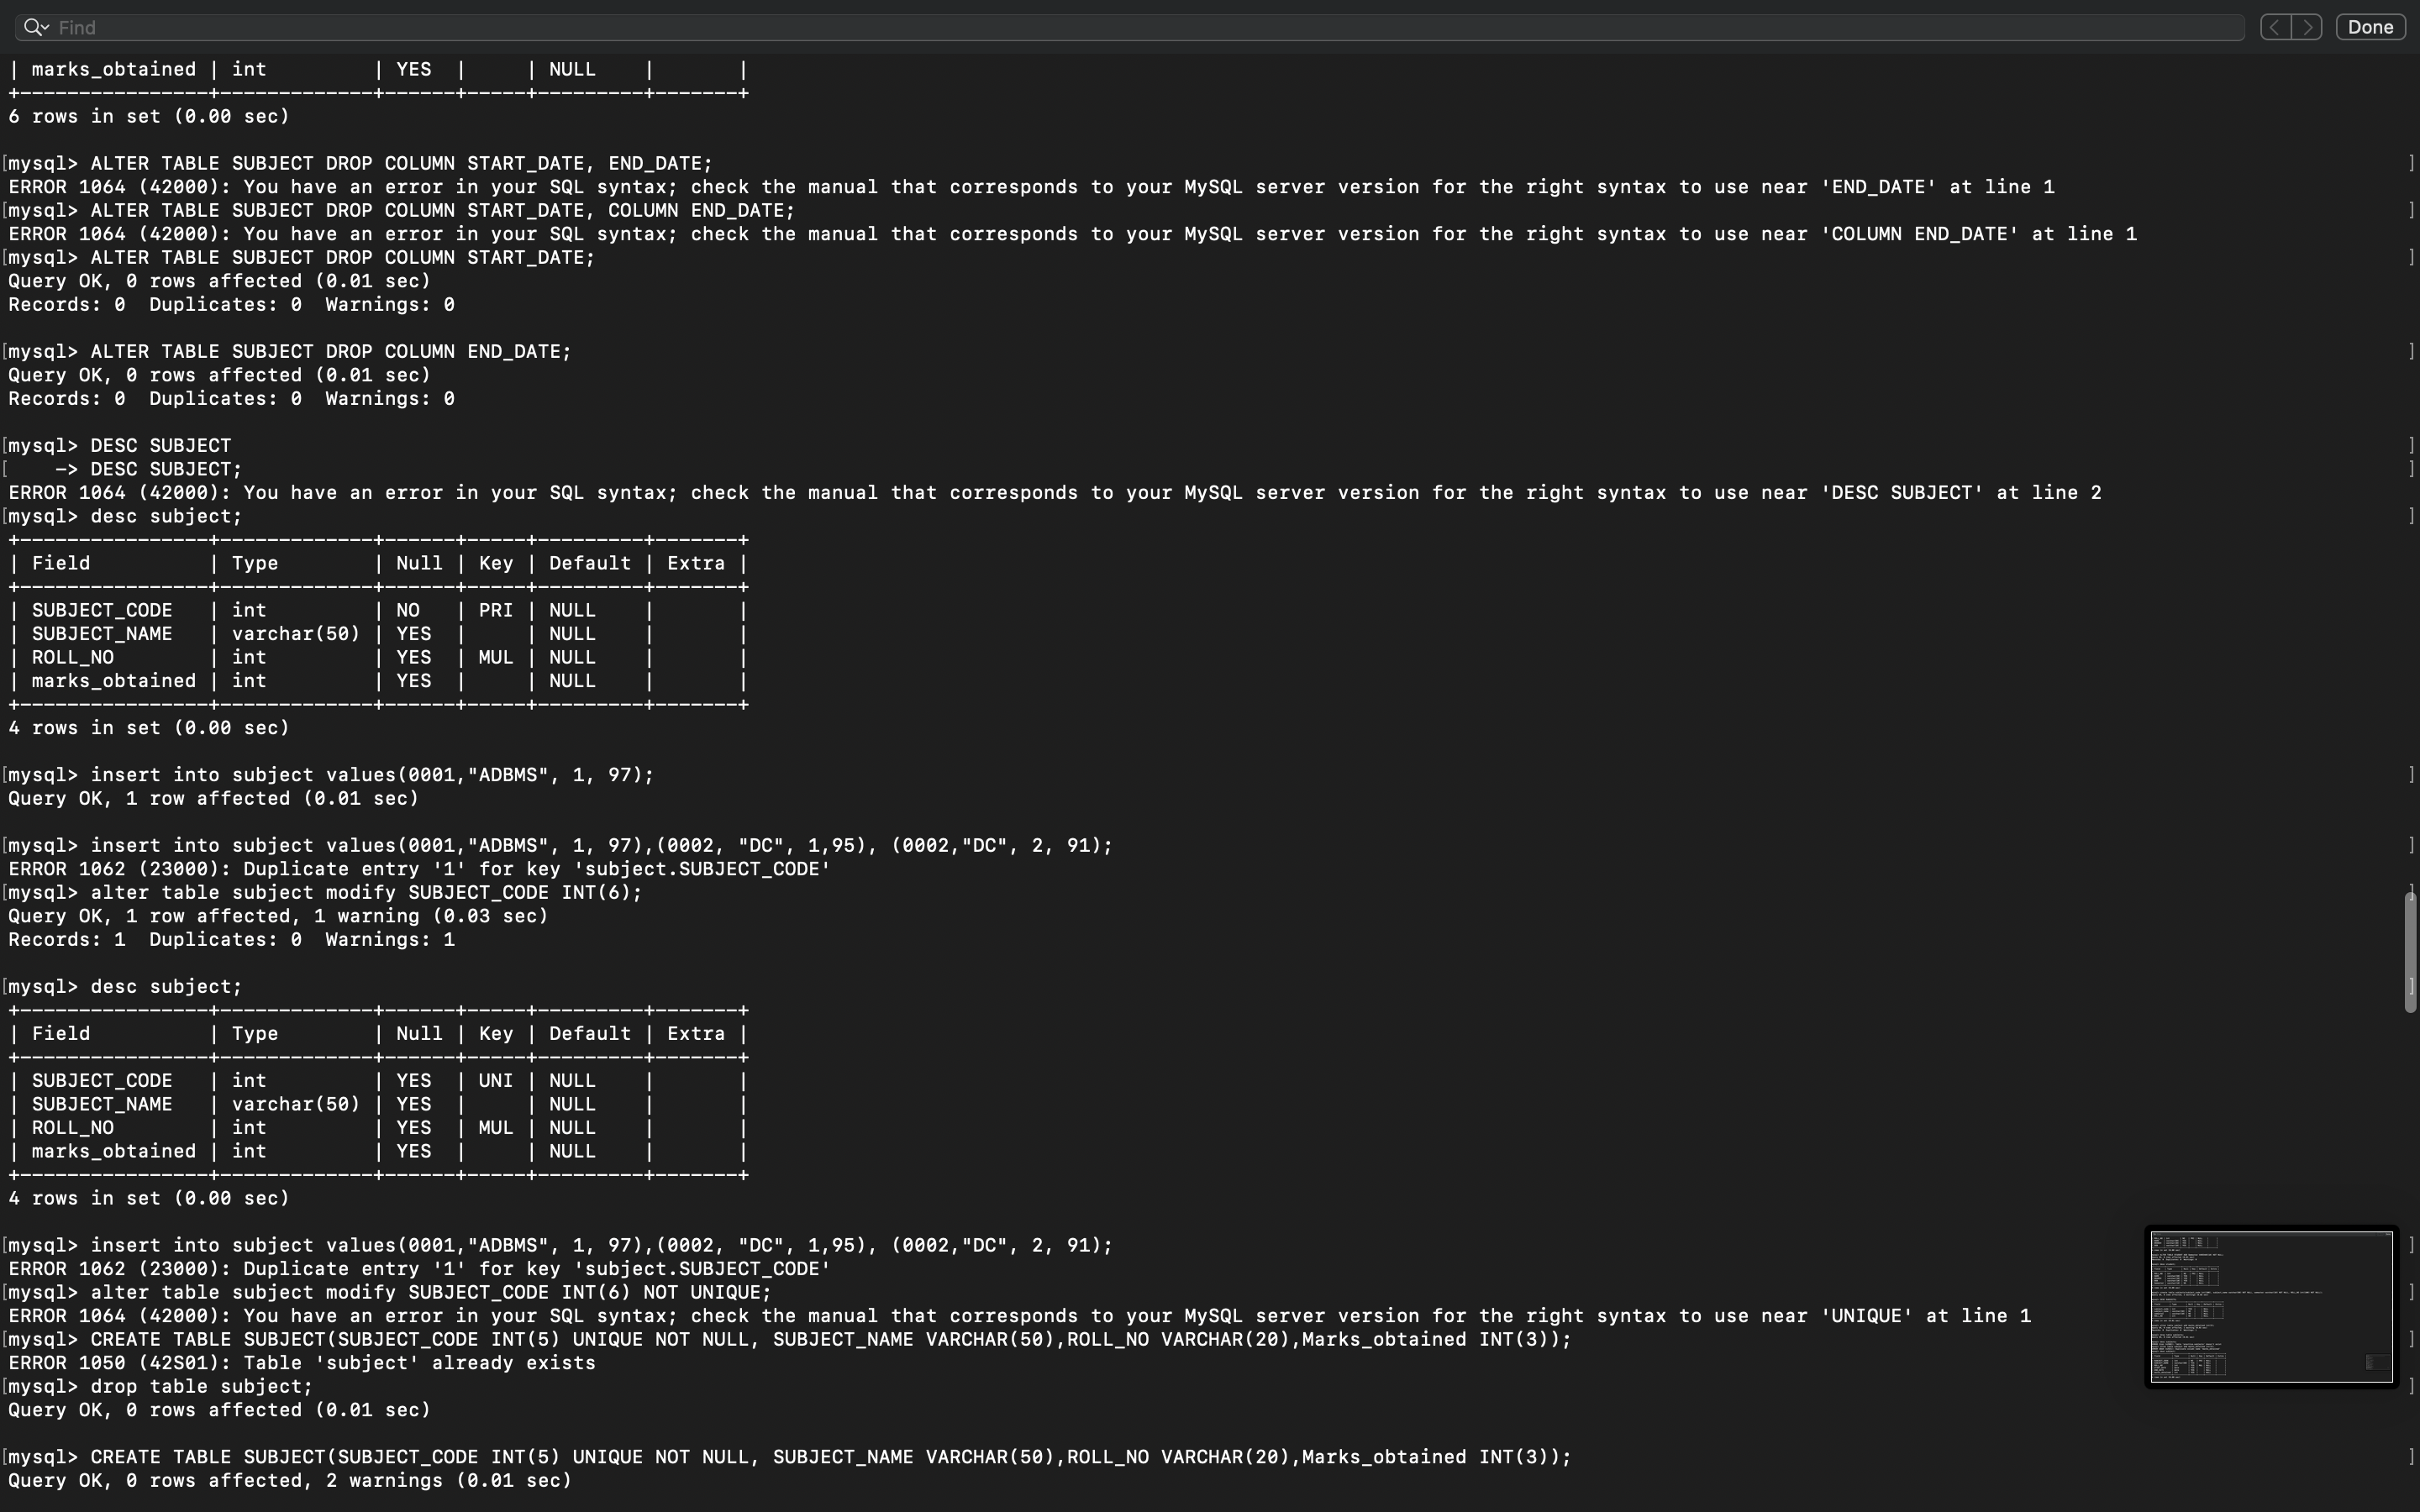 Find
Done
| marks_obtained | int         | YES  |     | NULL    |       |
+----------------+-------------+------+-----+---------+-------+
6 rows in set (0.00 sec)
[mysql> ALTER TABLE SUBJECT DROP COLUMN START_DATE, END_DATE; ]
ERROR 1064 (42000): You have an error in your SQL syntax; check the manual that corresponds to your MySQL server version for the right syntax to use near 'END_DATE' at line 1
[mysql> ALTER TABLE SUBJECT DROP COLUMN START_DATE, COLUMN END_DATE; ]
ERROR 1064 (42000): You have an error in your SQL syntax; check the manual that corresponds to your MySQL server version for the right syntax to use near 'COLUMN END_DATE' at line 1
[mysql> ALTER TABLE SUBJECT DROP COLUMN START_DATE; ]
Query OK, 0 rows affected (0.01 sec)
Records: 0  Duplicates: 0  Warnings: 0
[mysql> ALTER TABLE SUBJECT DROP COLUMN END_DATE; ]
Query OK, 0 rows affected (0.01 sec)
Records: 0  Duplicates: 0  Warnings: 0
[mysql> DESC SUBJECT ]
[    -> DESC SUBJECT; ]
ERROR 1064 (42000): You have an error in your SQL syntax; check the manual that corresponds to your MySQL server version for the right syntax to use near 'DESC SUBJECT' at line 2
[mysql> desc subject; ]
+----------------+-------------+------+-----+---------+-------+
| Field          | Type        | Null | Key | Default | Extra |
+----------------+-------------+------+-----+---------+-------+
| SUBJECT_CODE   | int         | NO   | PRI | NULL    |       |
| SUBJECT_NAME   | varchar(50) | YES  |     | NULL    |       |
| ROLL_NO        | int         | YES  | MUL | NULL    |       |
| marks_obtained | int         | YES  |     | NULL    |       |
+----------------+-------------+------+-----+---------+-------+
4 rows in set (0.00 sec)
[mysql> insert into subject values(0001,"ADBMS", 1, 97); ]
Query OK, 1 row affected (0.01 sec)
[mysql> insert into subject values(0001,"ADBMS", 1, 97),(0002, "DC", 1,95), (0002,"DC", 2, 91); ]
ERROR 1062 (23000): Duplicate entry '1' for key 'subject.SUBJECT_CODE'
[mysql> alter table subject modify SUBJECT_CODE INT(6); ]
Query OK, 1 row affected, 1 warning (0.03 sec)
Records: 1  Duplicates: 0  Warnings: 1
[mysql> desc subject; ]
+----------------+-------------+------+-----+---------+-------+
| Field          | Type        | Null | Key | Default | Extra |
+----------------+-------------+------+-----+---------+-------+
| SUBJECT_CODE   | int         | YES  | UNI | NULL    |       |
| SUBJECT_NAME   | varchar(50) | YES  |     | NULL    |       |
| ROLL_NO        | int         | YES  | MUL | NULL    |       |
| marks_obtained | int         | YES  |     | NULL    |       |
+----------------+-------------+------+-----+---------+-------+
4 rows in set (0.00 sec)
[mysql> insert into subject values(0001,"ADBMS", 1, 97),(0002, "DC", 1,95), (0002,"DC", 2, 91); ]
ERROR 1062 (23000): Duplicate entry '1' for key 'subject.SUBJECT_CODE'
[mysql> alter table subject modify SUBJECT_CODE INT(6) NOT UNIQUE; ]
ERROR 1064 (42000): You have an error in your SQL syntax; check the manual that corresponds to your MySQL server version for the right syntax to use near 'UNIQUE' at line 1
[mysql> CREATE TABLE SUBJECT(SUBJECT_CODE INT(5) UNIQUE NOT NULL, SUBJECT_NAME VARCHAR(50),ROLL_NO VARCHAR(20),Marks_obtained INT(3)); ]
ERROR 1050 (42S01): Table 'subject' already exists
[mysql> drop table subject; ]
Query OK, 0 rows affected (0.01 sec)
[mysql> CREATE TABLE SUBJECT(SUBJECT_CODE INT(5) UNIQUE NOT NULL, SUBJECT_NAME VARCHAR(50),ROLL_NO VARCHAR(20),Marks_obtained INT(3)); ]
Query OK, 0 rows affected, 2 warnings (0.01 sec)